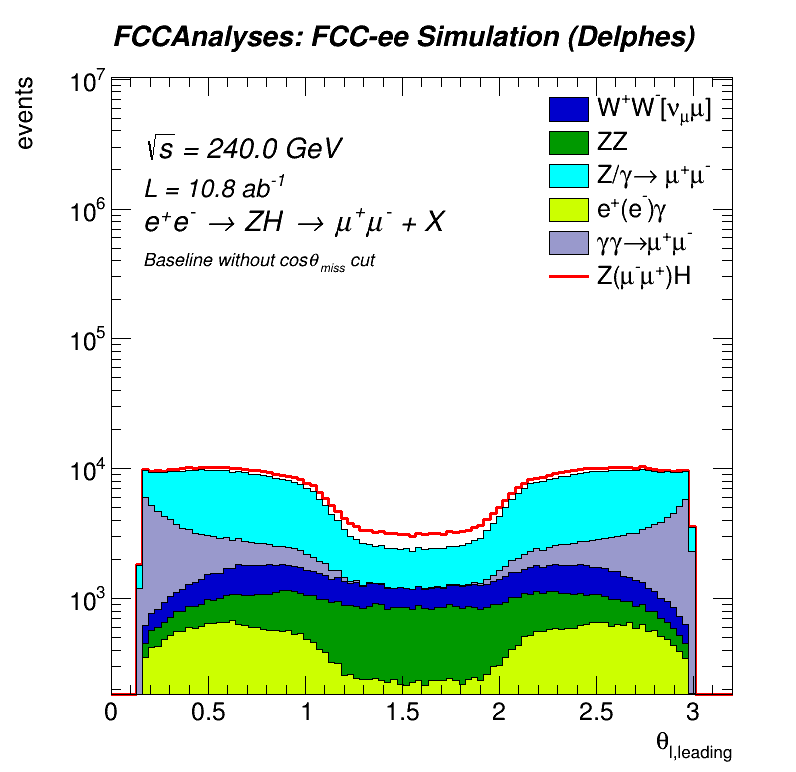 FCCAnalyses: FCC-ee Simulation (Delphes)
events
10⁷
10⁶
10⁵
10⁴
10³
√s = 240.0 GeV
L = 10.8 ab⁻¹
e⁺e⁻ → ZH → μ⁺μ⁻ + X
Baseline without cosθ_miss cut
W⁺W⁻[ν_μμ]
ZZ
Z/γ→ μ⁺μ⁻
e⁺(e⁻)γ
γγ→μ⁺μ⁻
Z(μ⁻μ⁺)H
0 0.5 1 1.5 2 2.5 3
θ_l,leading